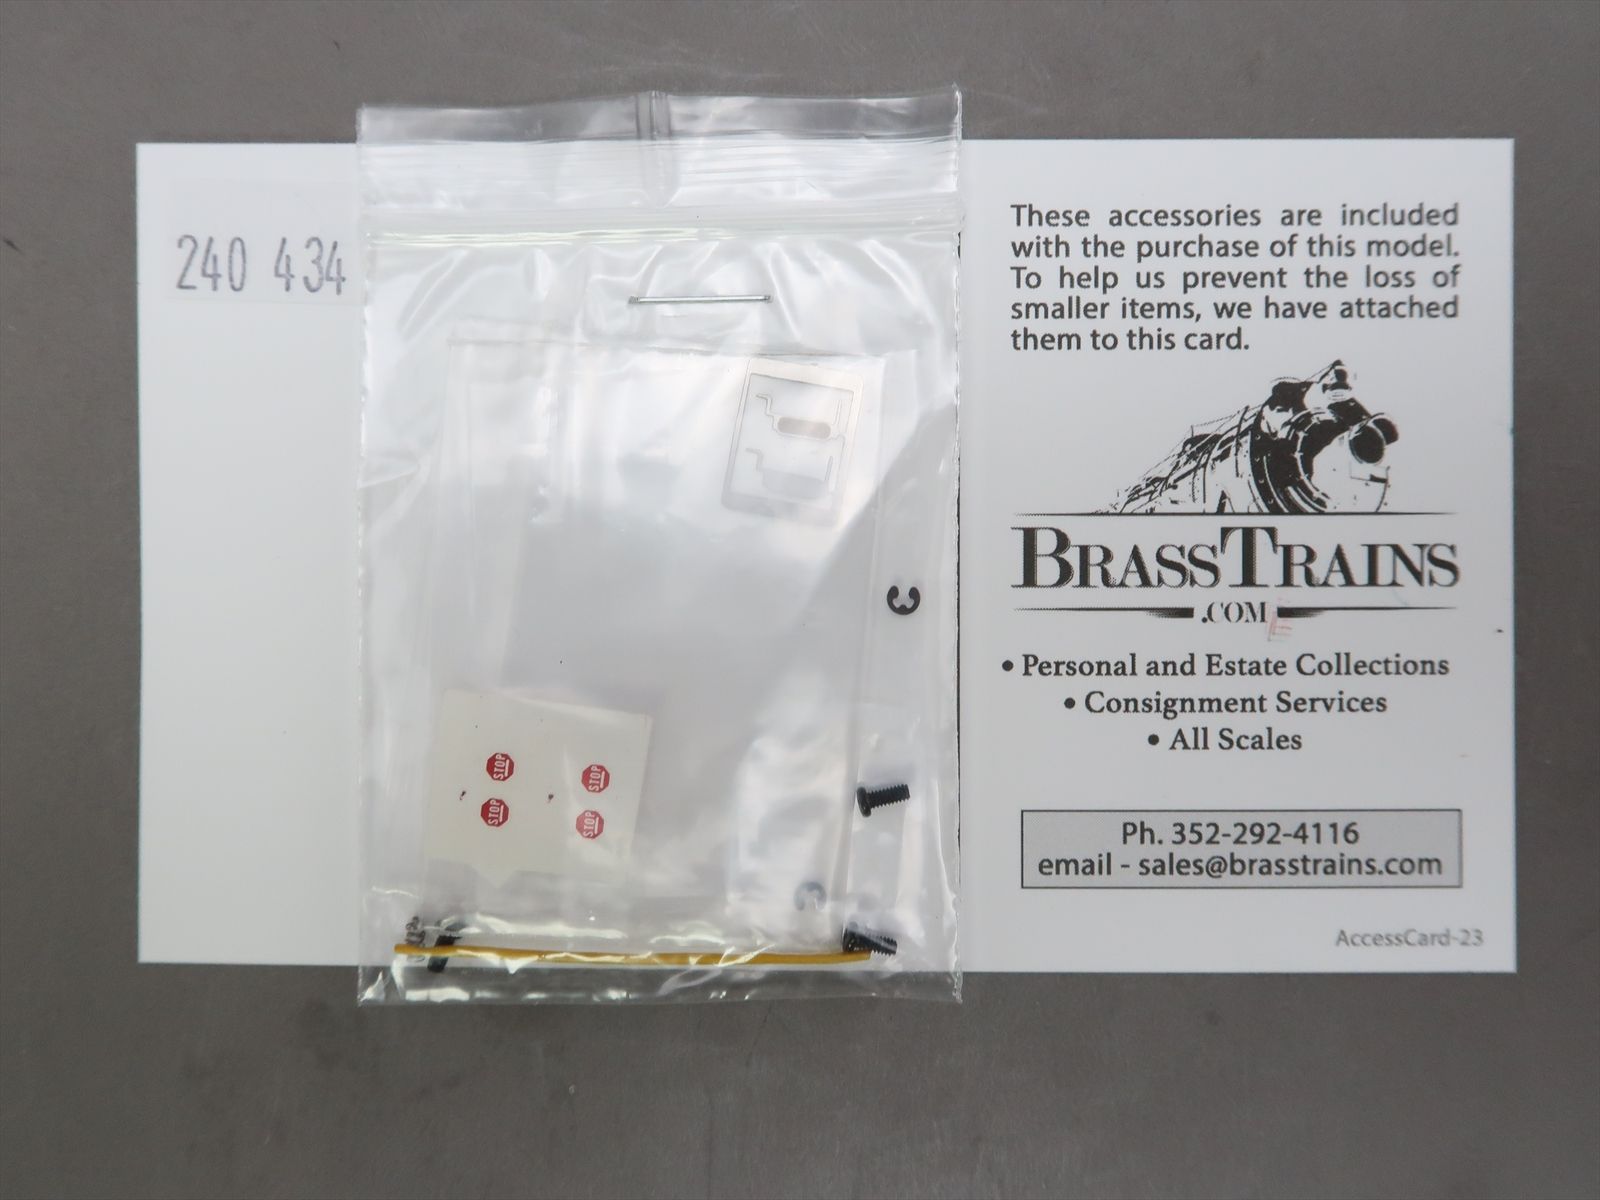 240 434
These accessories are included
with the purchase of this model.
To help us prevent the loss of
smaller items, we have attached
them to this card.
BRASSTRAINS
.COM
• Personal and Estate Collections
• Consignment Services
• All Scales
Ph. 352-292-4116
email - sales@brasstrains.com
AccessCard-23
STOP
STOP
STOP
STOP